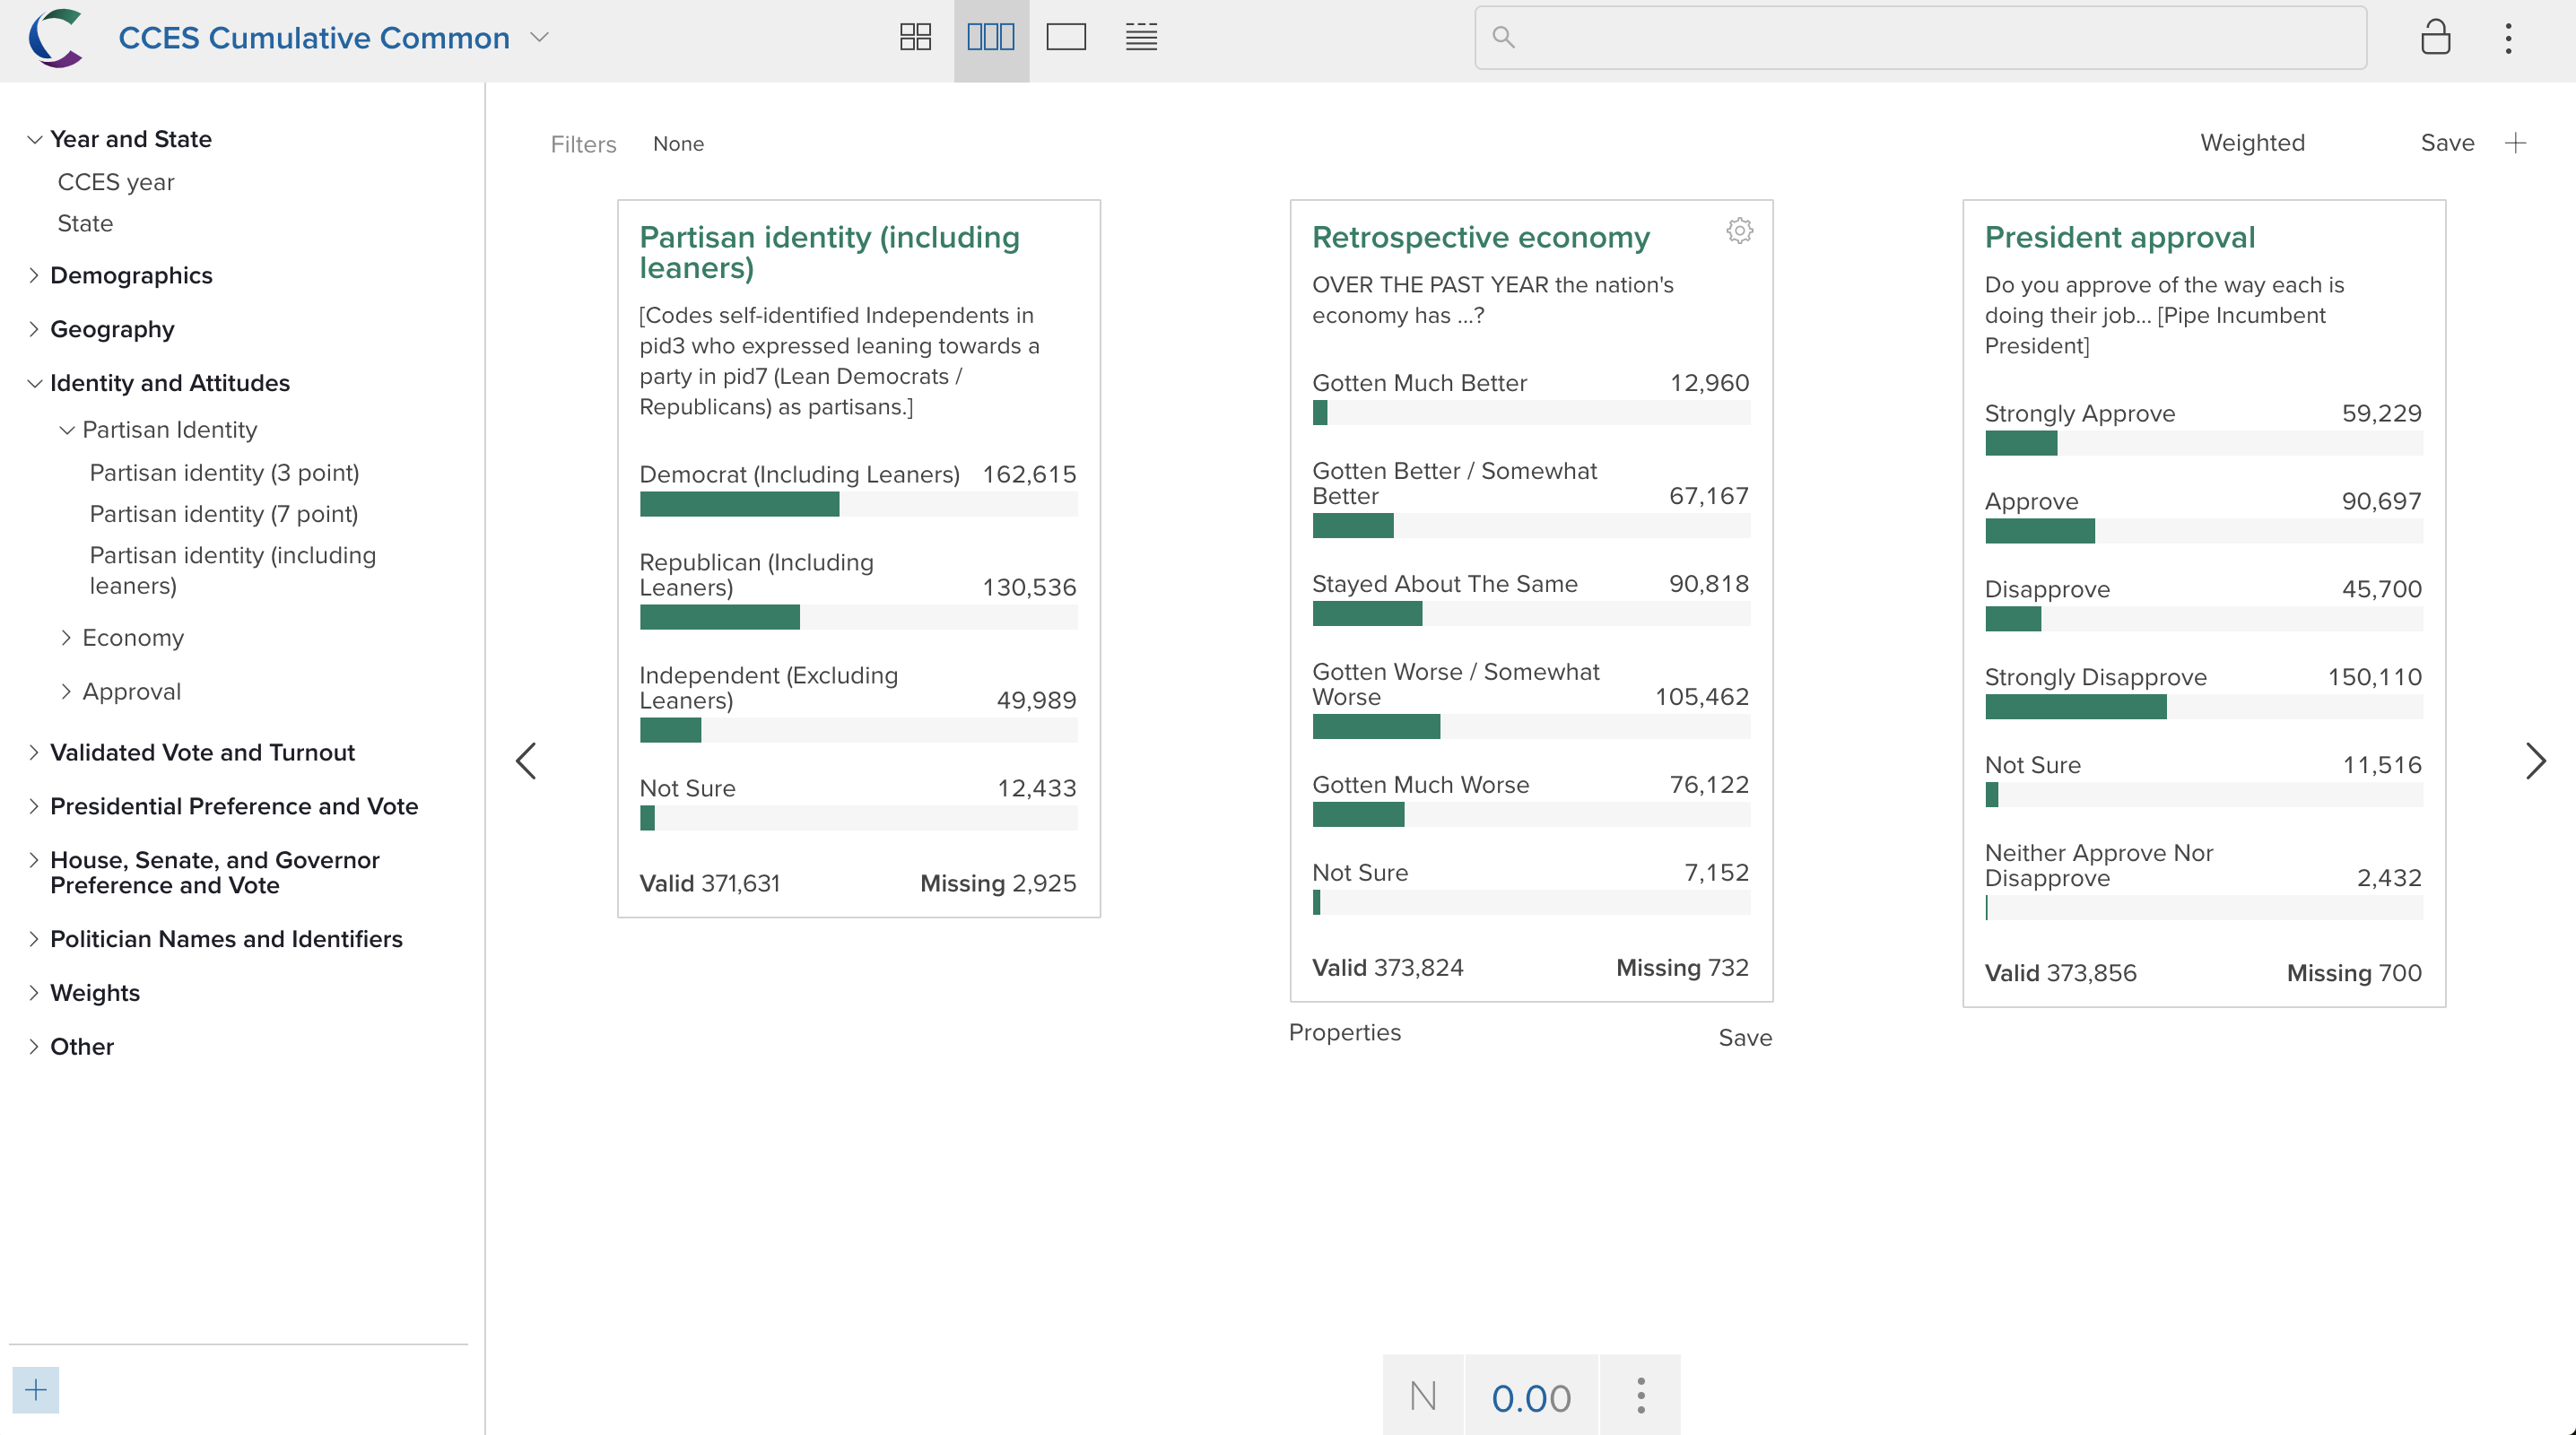 CCES Cumulative Common
Year and State
CCES year
State
Demographics
Geography
Identity and Attitudes
Partisan Identity
Partisan identity (3 point)
Partisan identity (7 point)
Partisan identity (including
leaners)
Economy
Approval
Validated Vote and Turnout
Presidential Preference and Vote
House, Senate, and Governor
Preference and Vote
Politician Names and Identifiers
Weights
Other
Filters None
Weighted Save
Partisan identity (including
leaners)
[Codes self-identified Independents in
pid3 who expressed leaning towards a
party in pid7 (Lean Democrats /
Republicans) as partisans.]
Democrat (Including Leaners) 162,615
Republican (Including
Leaners) 130,536
Independent (Excluding
Leaners) 49,989
Not Sure 12,433
Valid 371,631 Missing 2,925
Retrospective economy
OVER THE PAST YEAR the nation's
economy has ...?
Gotten Much Better 12,960
Gotten Better / Somewhat
Better 67,167
Stayed About The Same 90,818
Gotten Worse / Somewhat
Worse 105,462
Gotten Much Worse 76,122
Not Sure 7,152
Valid 373,824 Missing 732
Properties Save
President approval
Do you approve of the way each is
doing their job... [Pipe Incumbent
President]
Strongly Approve 59,229
Approve 90,697
Disapprove 45,700
Strongly Disapprove 150,110
Not Sure 11,516
Neither Approve Nor
Disapprove 2,432
Valid 373,856 Missing 700
N 0.00